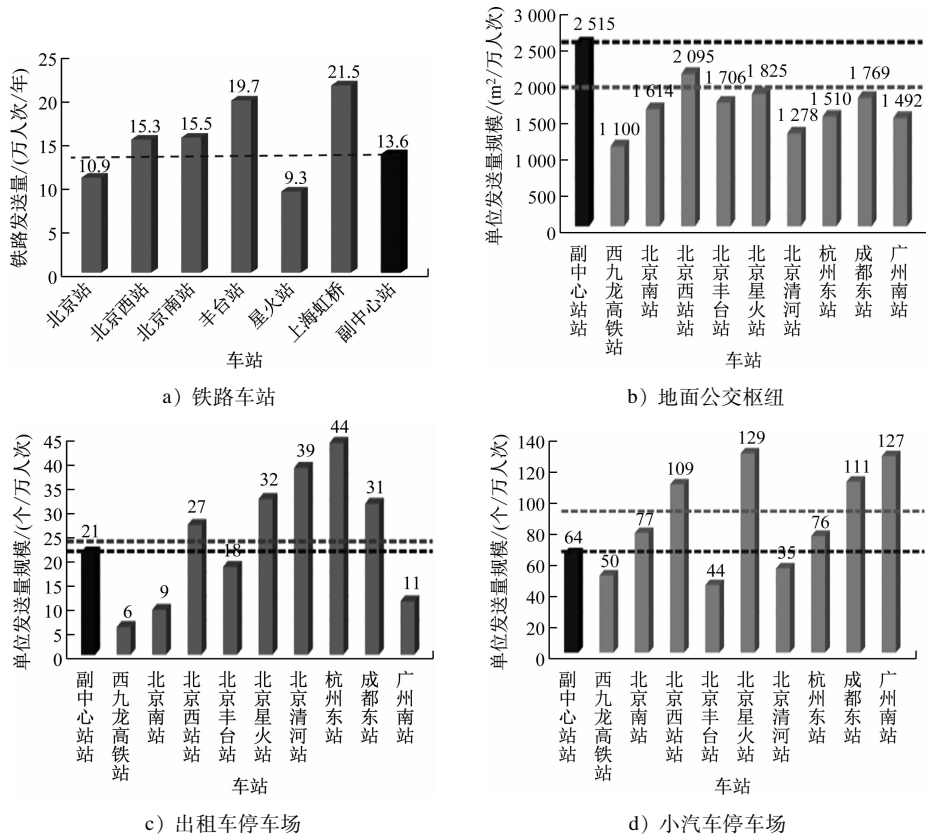 铁路发送量/(万人次/年)
25
20
15
10
5
0
10.9
15.3
15.5
19.7
9.3
21.5
13.6
北京站
北京西站
北京南站
丰台站
星火站
上海虹桥
副中心站
车站
a）铁路车站
单位发送量规模/(m²/万人次)
3 000
2 500
2 000
1 500
1 000
500
0
2 515
1 100
1 614
2 095
1 706
1 825
1 278
1 510
1 769
1 492
副中心站站
西九龙高铁站
北京南站
北京西站站
北京丰台站
北京星火站
北京清河站
杭州东站
成都东站
广州南站
车站
b）地面公交枢纽
单位发送量规模/(个/万人次)
45
40
35
30
25
20
15
10
5
0
21
6
9
27
18
32
39
44
31
11
副中心站站
西九龙高铁站
北京南站
北京西站站
北京丰台站
北京星火站
北京清河站
杭州东站
成都东站
广州南站
车站
c）出租车停车场
单位发送量规模/(个/万人次)
140
120
100
80
60
40
20
0
64
50
77
109
44
129
35
76
111
127
副中心站站
西九龙高铁站
北京南站
北京西站站
北京丰台站
北京星火站
北京清河站
杭州东站
成都东站
广州南站
车站
d）小汽车停车场